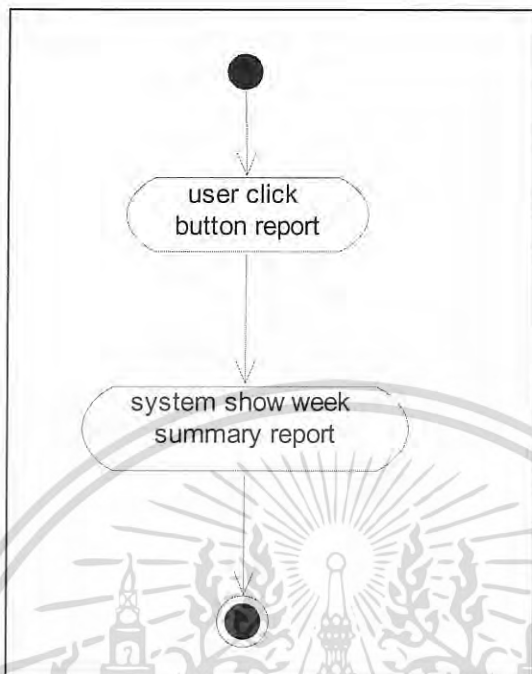 user click
button report
system show week
summary report